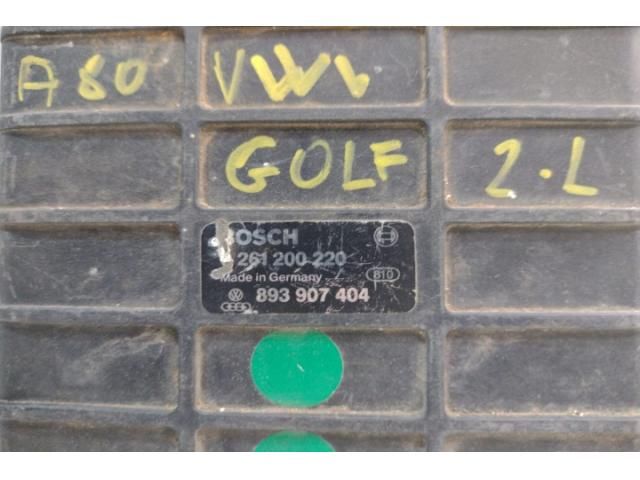 A80 VW
GOLF 2.L
BOSCH
261 200 220
Made in Germany 810
893 907 404